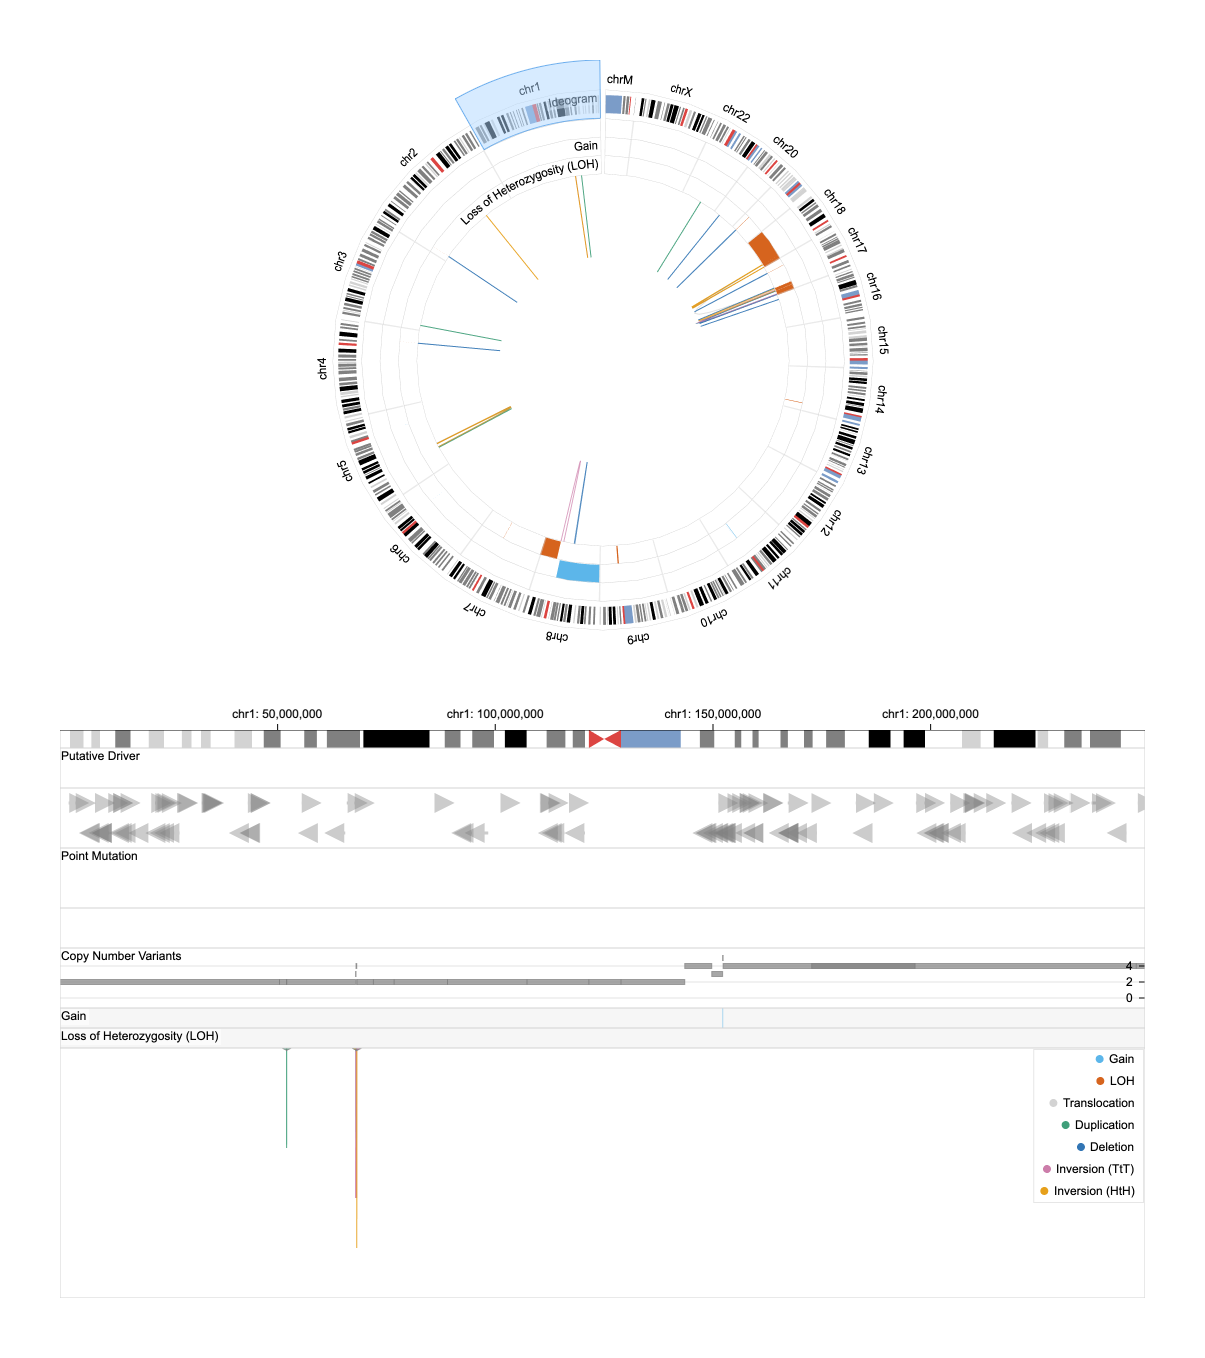 chrM
chrX
chr22
chr20
chr18
chr17
chr16
chr15
chr14
chr13
chr12
chr11
chr10
chr9
chr8
chr7
chr6
chr5
chr4
chr3
chr2
chr1
Ideogram
Gain
Loss of Heterozygosity (LOH)
chr1: 50,000,000 chr1: 100,000,000 chr1: 150,000,000 chr1: 200,000,000
Putative Driver
Point Mutation
Copy Number Variants
4
2
0
Gain
Loss of Heterozygosity (LOH)
Gain
LOH
Translocation
Duplication
Deletion
Inversion (TtT)
Inversion (HtH)